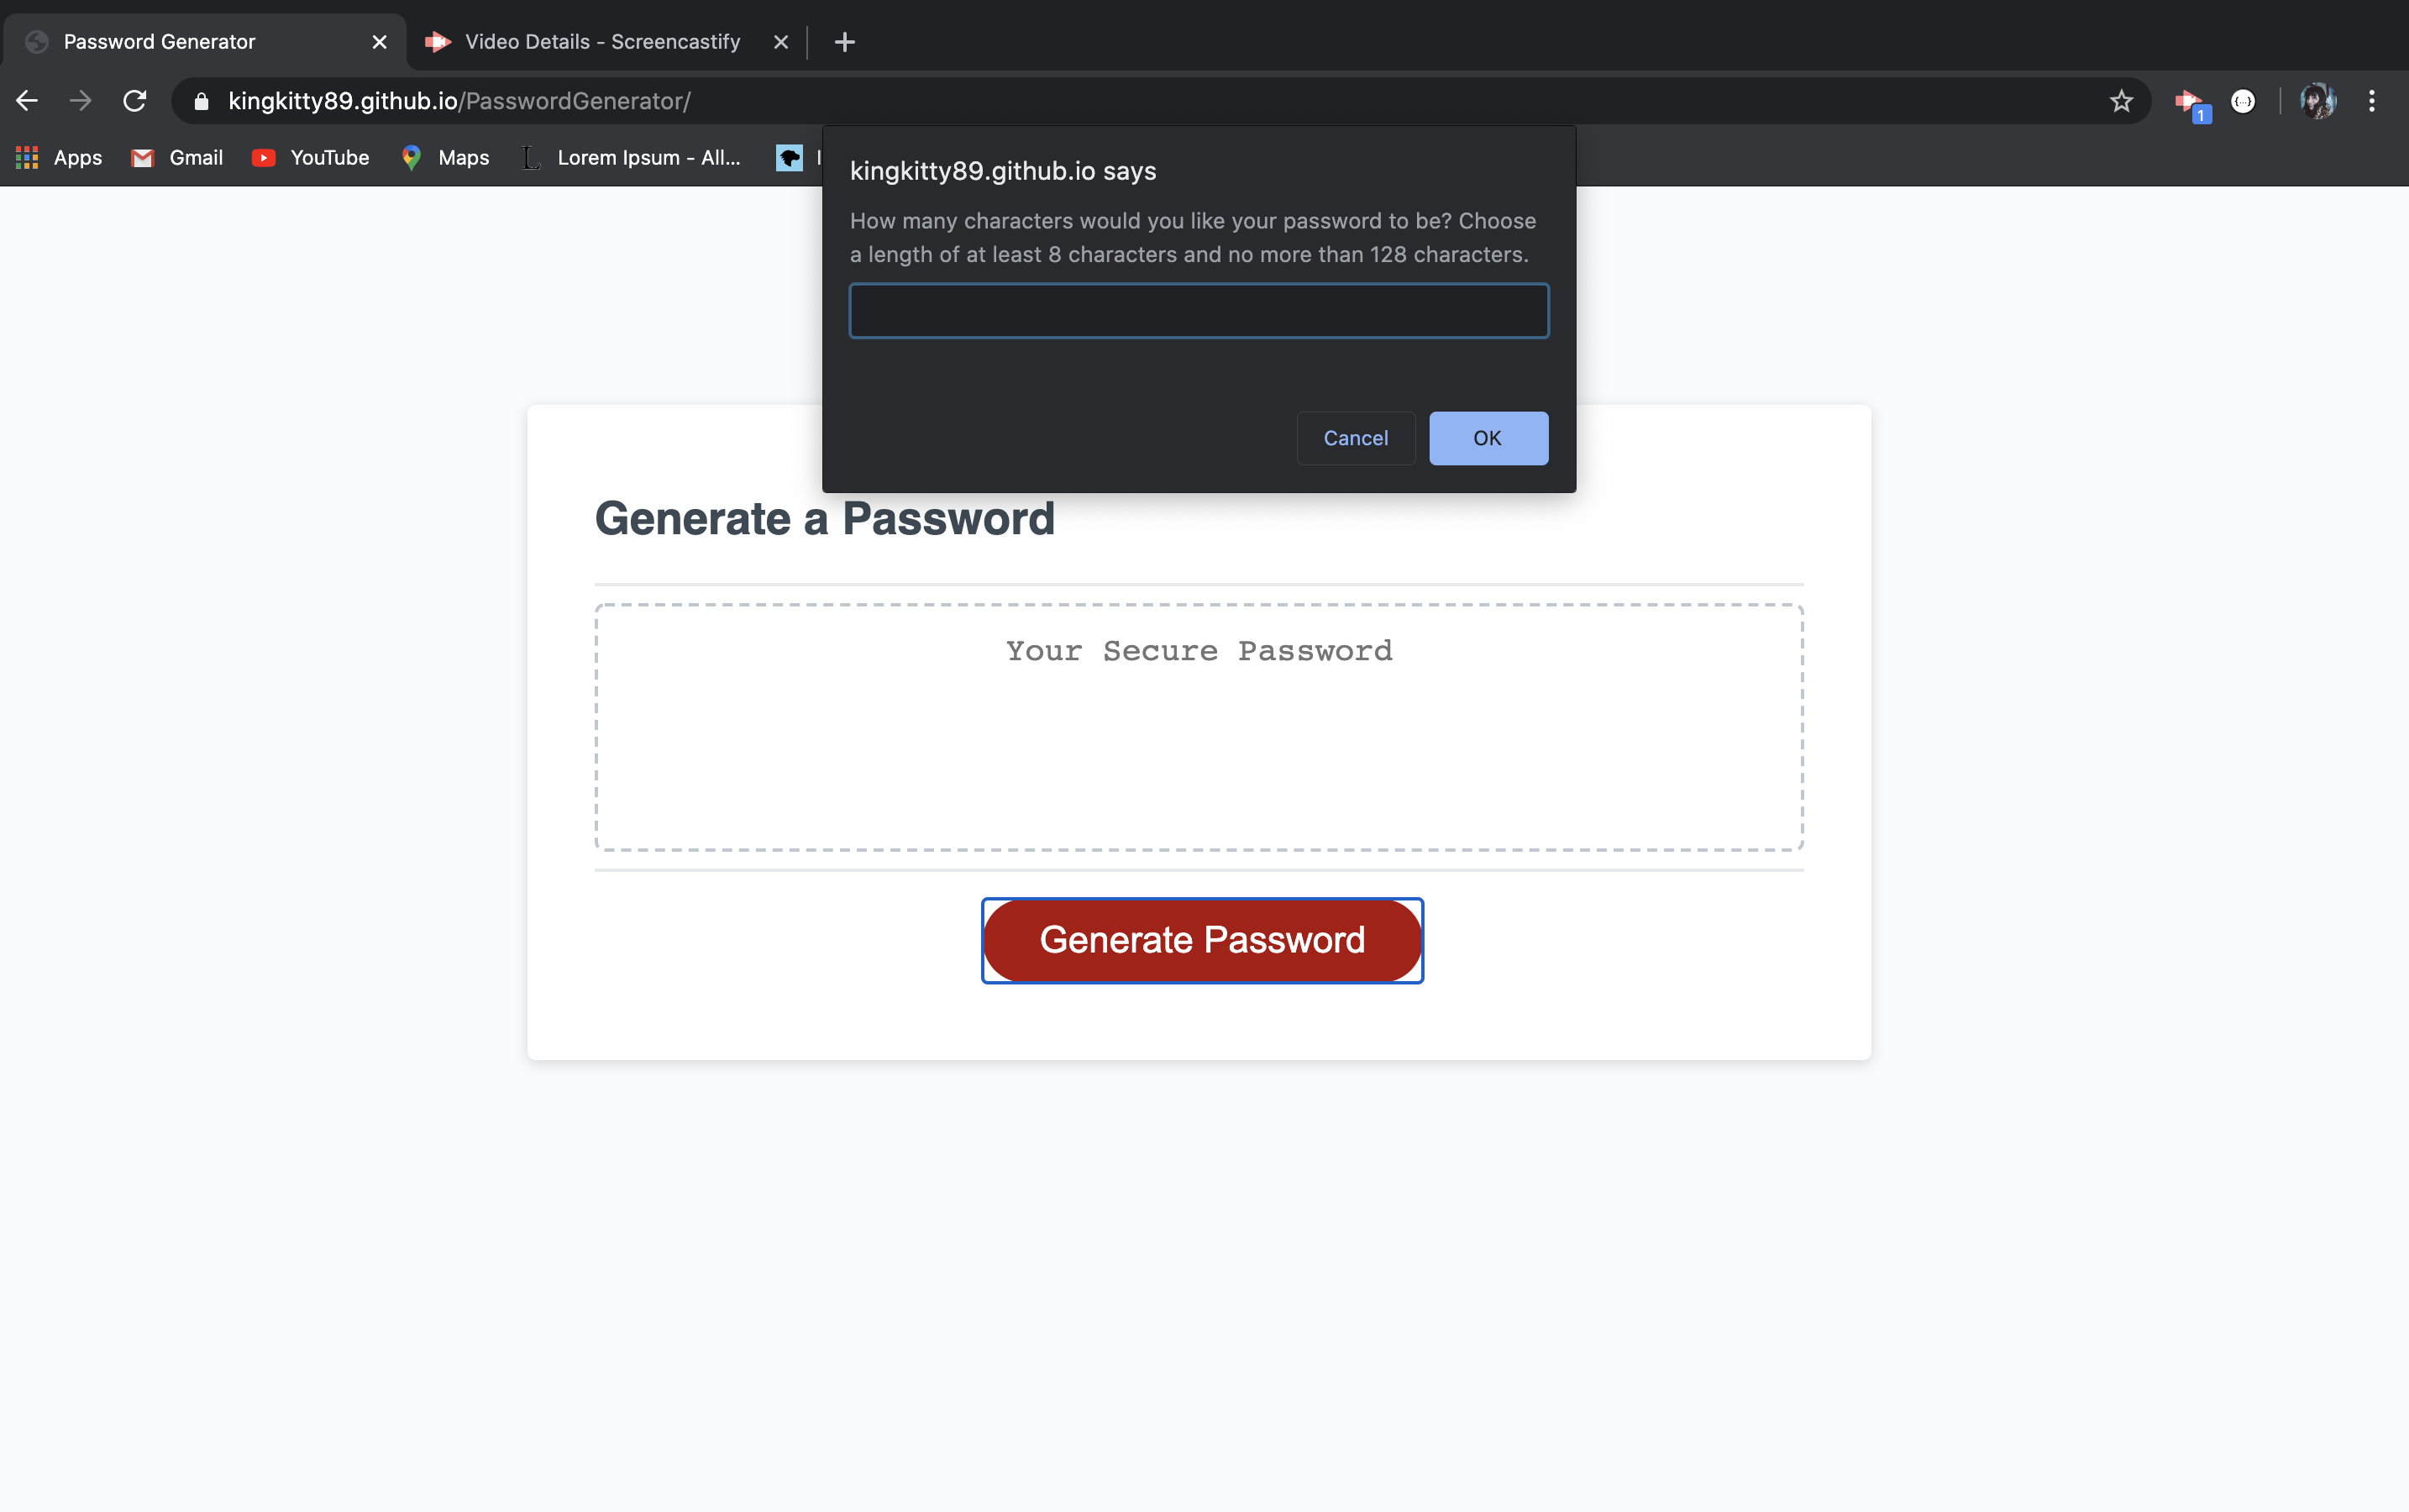 Password Generator
Video Details - Screencastify
kingkitty89.github.io/PasswordGenerator/
1
{...}
Apps
Gmail
YouTube
Maps
L
Lorem Ipsum - All...
kingkitty89.github.io says
How many characters would you like your password to be? Choose
a length of at least 8 characters and no more than 128 characters.
Cancel
OK
Generate a Password
Your Secure Password
Generate Password